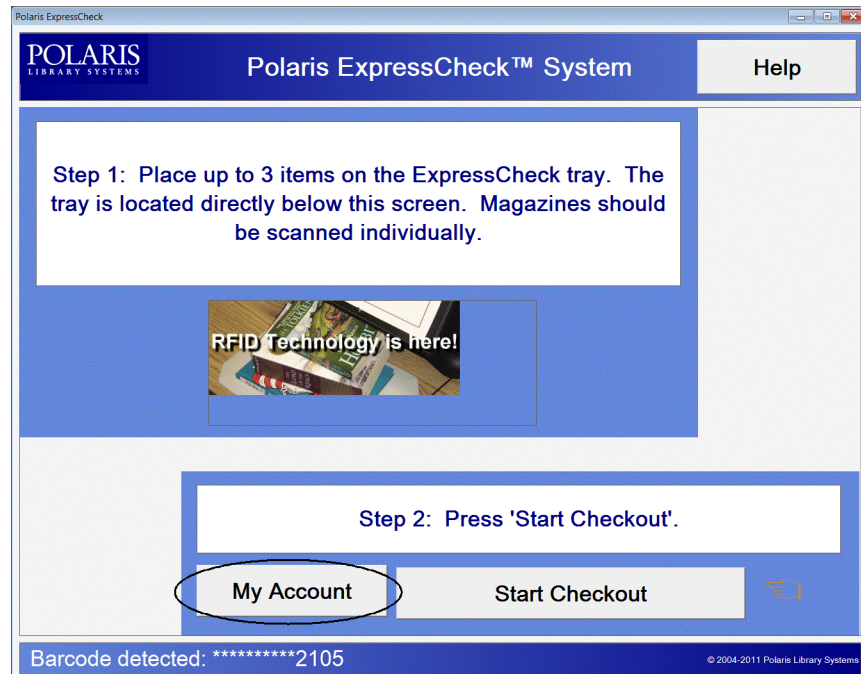 Polaris ExpressCheck
POLARIS
LIBRARY SYSTEMS
Polaris ExpressCheck™ System
Help
Step 1:  Place up to 3 items on the ExpressCheck tray.  The
tray is located directly below this screen.  Magazines should
be scanned individually.
TOLKIEN
HOBBIT
RFID Technology is here!
Step 2:  Press 'Start Checkout'.
My Account
Start Checkout
Barcode detected: **********2105
© 2004-2011 Polaris Library Systems